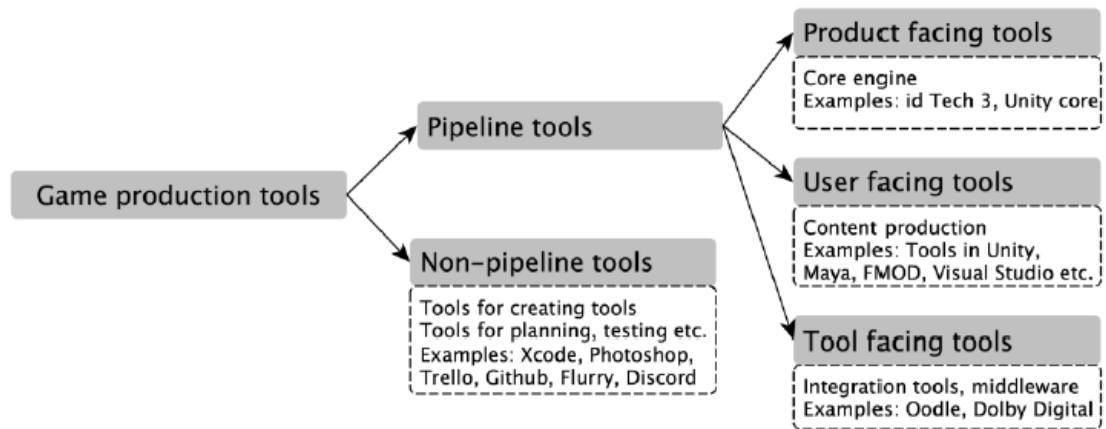 Game production tools
Pipeline tools
Non-pipeline tools
Tools for creating tools
Tools for planning, testing etc.
Examples: Xcode, Photoshop,
Trello, Github, Flurry, Discord
Product facing tools
Core engine
Examples: id Tech 3, Unity core
User facing tools
Content production
Examples: Tools in Unity,
Maya, FMOD, Visual Studio etc.
Tool facing tools
Integration tools, middleware
Examples: Oodle, Dolby Digital